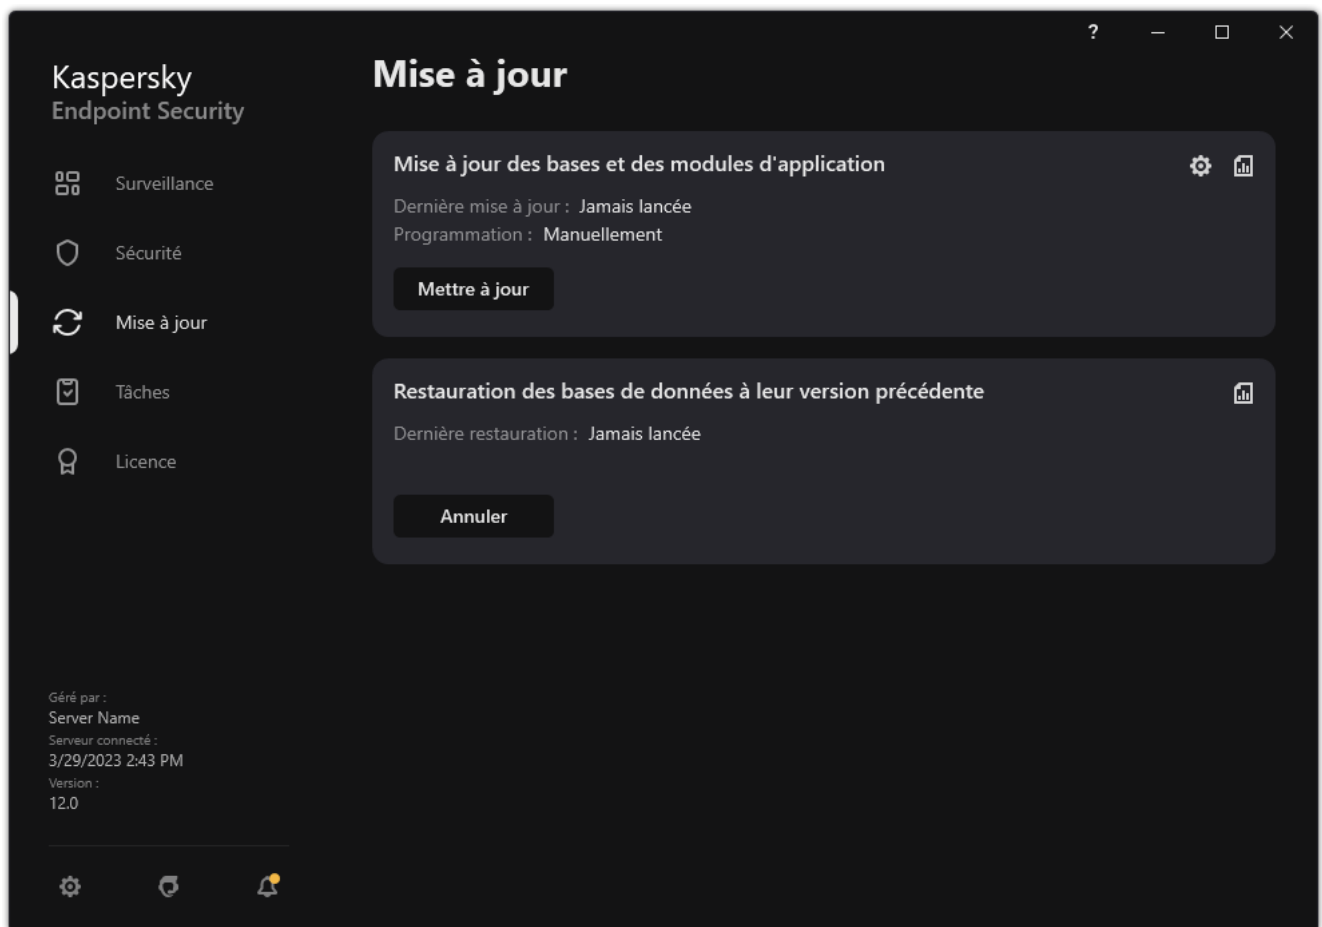 ?
Kaspersky
Endpoint Security
Surveillance
Sécurité
Mise à jour
Tâches
Licence
Géré par :
Server Name
Serveur connecté :
3/29/2023 2:43 PM
Version :
12.0
Mise à jour
Mise à jour des bases et des modules d'application
Dernière mise à jour : Jamais lancée
Programmation : Manuellement
Mettre à jour
Restauration des bases de données à leur version précédente
Dernière restauration : Jamais lancée
Annuler